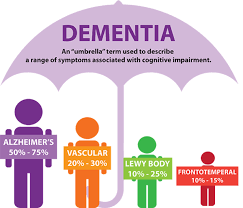 DEMENTIA
An "umbrella" term used to describe
a range of symptoms associated with cognitive impairment.
ALZHEIMER'S
50% - 75%
VASCULAR
20% - 30%
LEWY BODY
10% - 25%
FRONTOTEMPORAL
10% - 15%